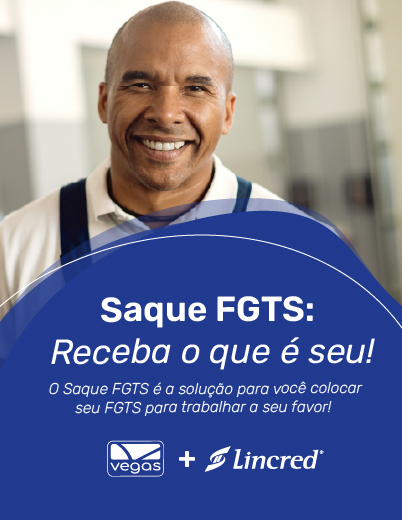 Saque FGTS:
Receba o que é seu!
O Saque FGTS é a solução para você colocar
seu FGTS para trabalhar a seu favor!
vegas + Lincred®